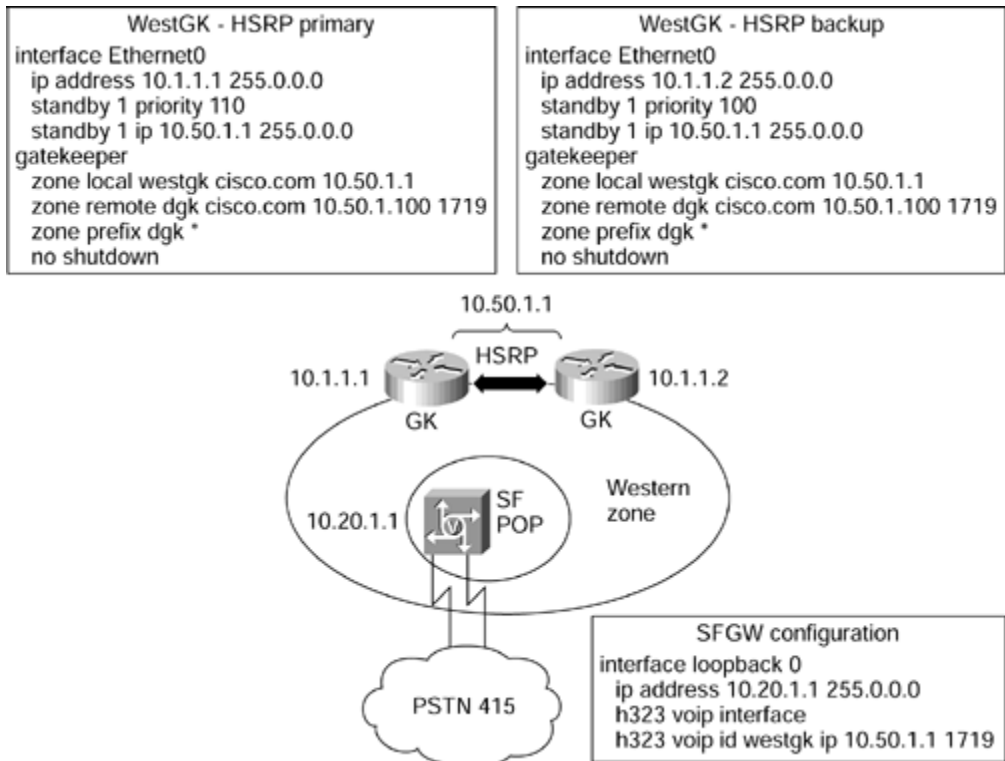 WestGK - HSRP primary
interface Ethernet0
ip address 10.1.1.1 255.0.0.0
standby 1 priority 110
standby 1 ip 10.50.1.1 255.0.0.0
gatekeeper
zone local westgk cisco.com 10.50.1.1
zone remote dgk cisco.com 10.50.1.100 1719
zone prefix dgk *
no shutdown
WestGK - HSRP backup
interface Ethernet0
ip address 10.1.1.2 255.0.0.0
standby 1 priority 100
standby 1 ip 10.50.1.1 255.0.0.0
gatekeeper
zone local westgk cisco.com 10.50.1.1
zone remote dgk cisco.com 10.50.1.100 1719
zone prefix dgk *
no shutdown
10.50.1.1
HSRP
10.1.1.1
10.1.1.2
GK
GK
Western
zone
SF
POP
10.20.1.1
V
PSTN 415
SFGW configuration
interface loopback 0
ip address 10.20.1.1 255.0.0.0
h323 voip interface
h323 voip id westgk ip 10.50.1.1 1719